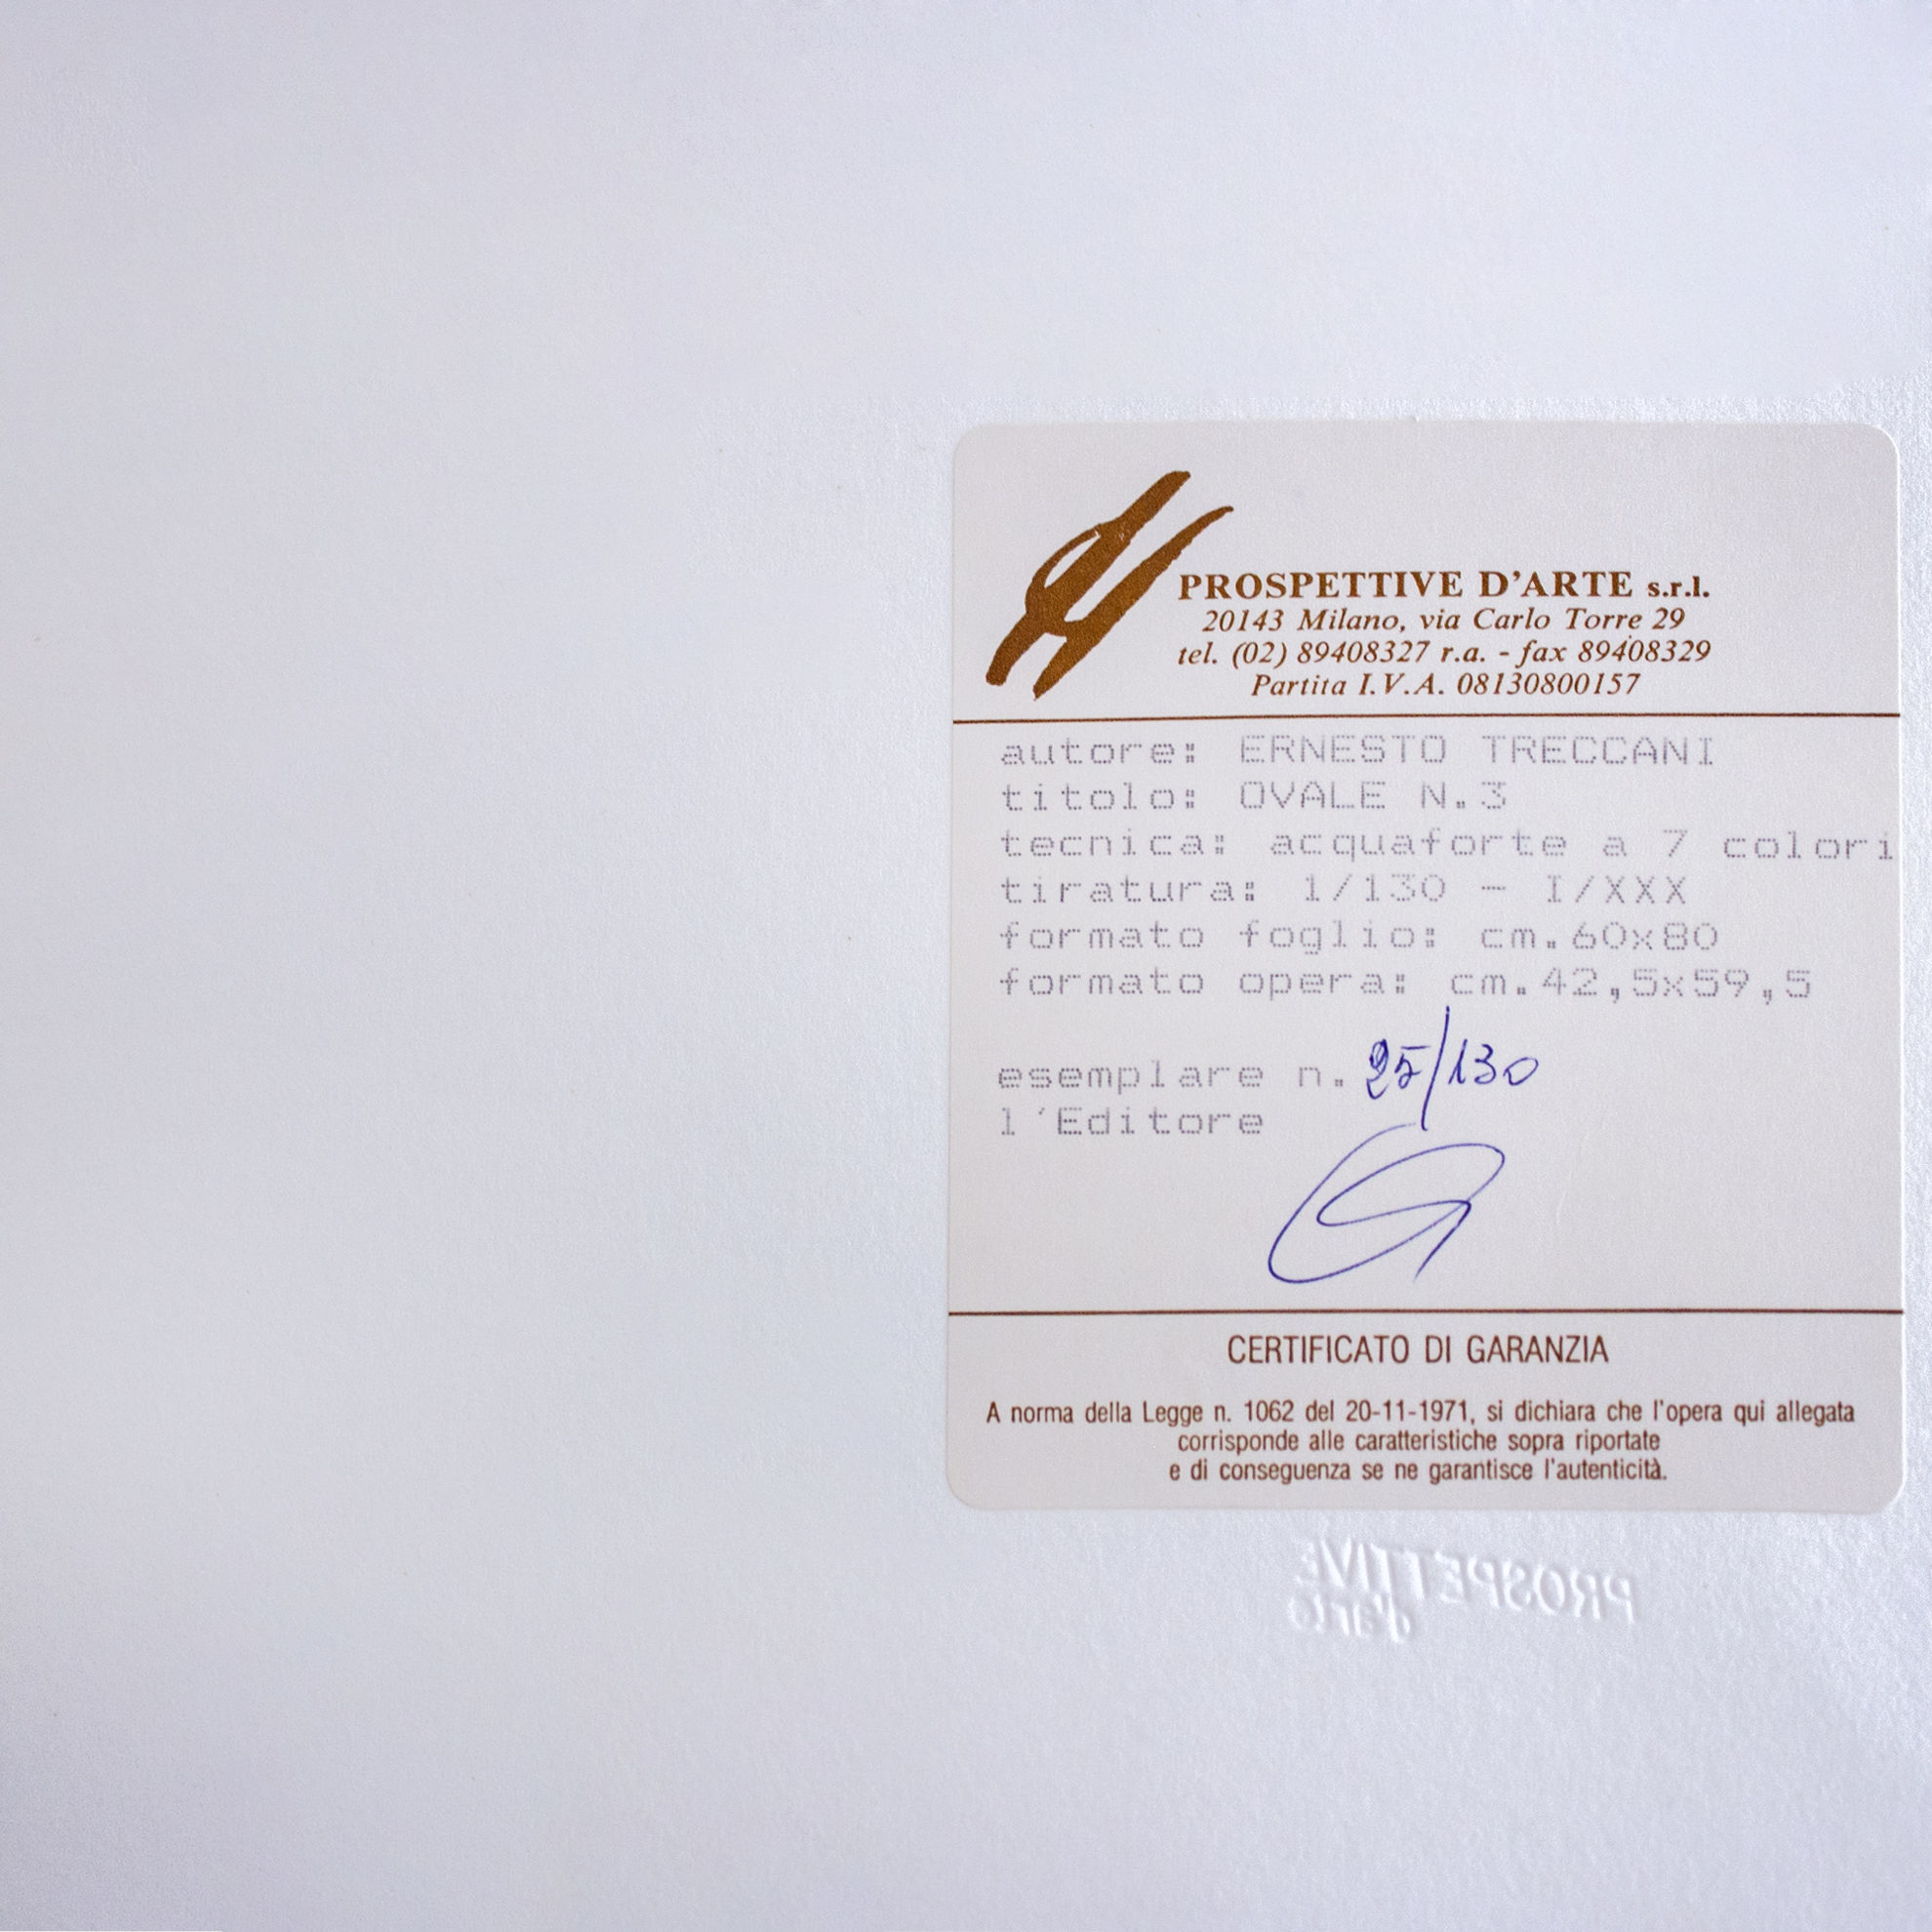 PROSPETTIVE D'ARTE s.r.l.
20143 Milano, via Carlo Torre 29
tel. (02) 89408327 r.a. - fax 89408329
Partita I.V.A. 08130800157
autore: ERNESTO TRECCANI
titolo: OVALE N.3
tecnica: acquaforte a 7 colori
tiratura: 1/130 - I/XXX
formato foglio: cm.60x80
formato opera: cm.42,5x59,5
esemplare n. 25/130
l'Editore
CERTIFICATO DI GARANZIA
A norma della Legge n. 1062 del 20-11-1971, si dichiara che l'opera qui allegata
corrisponde alle caratteristiche sopra riportate
e di conseguenza se ne garantisce l'autenticità.
PROSPETTIVE
d'arte